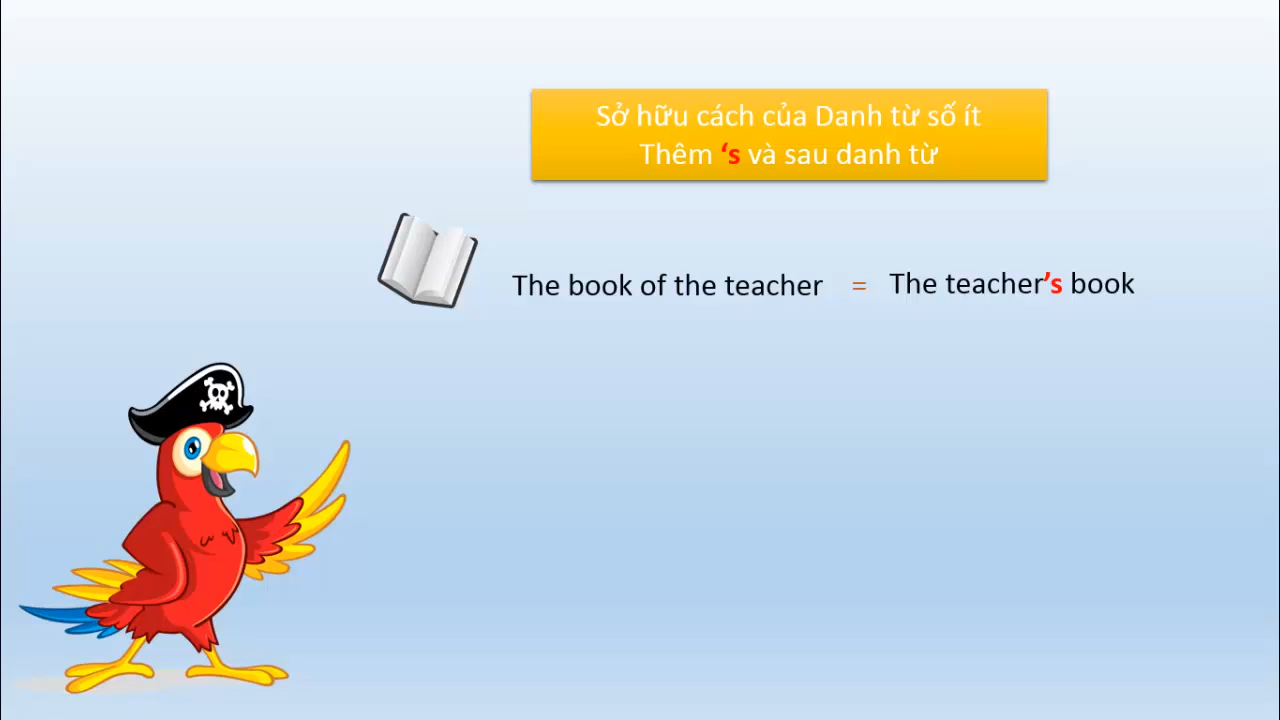 Sở hữu cách của Danh từ số ít
Thêm ‘s và sau danh từ
The book of the teacher = The teacher’s book